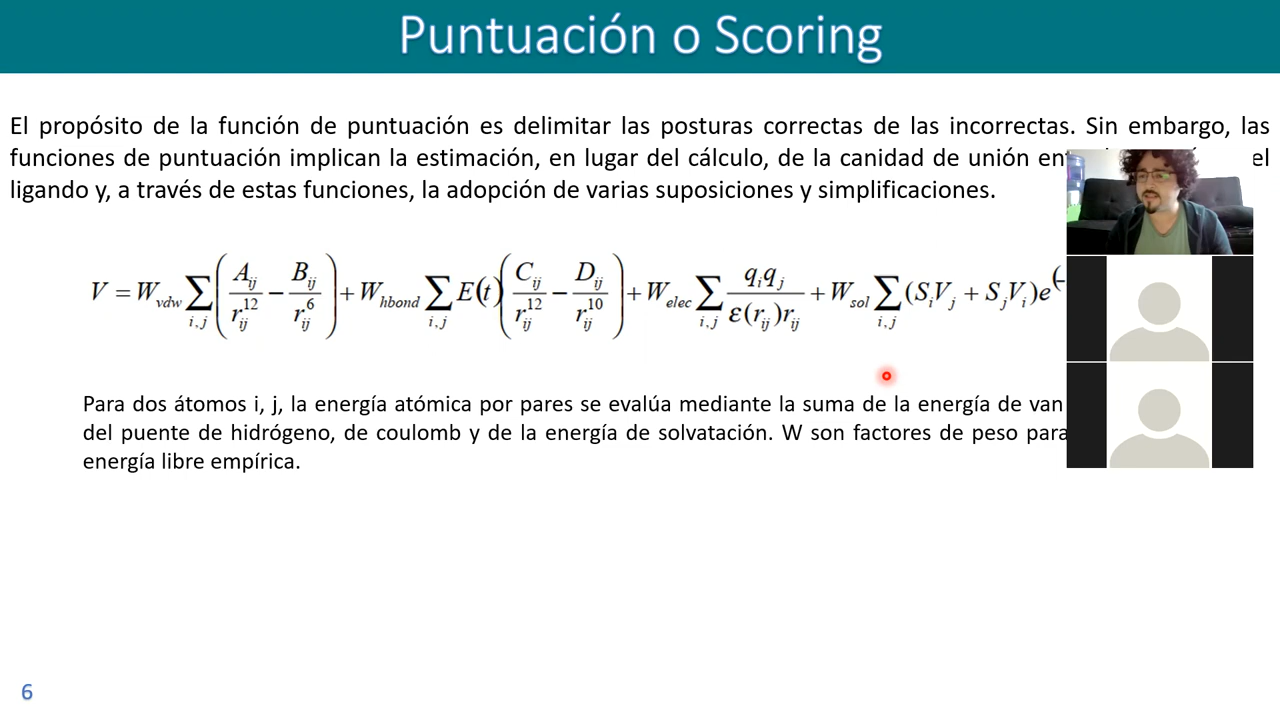 Puntuación o Scoring
El propósito de la función de puntuación es delimitar las posturas correctas de las incorrectas. Sin embargo, las
funciones de puntuación implican la estimación, en lugar del cálculo, de la canidad de unión el
ligando y, a través de estas funciones, la adopción de varias suposiciones y simplificaciones.
V = W_vdw ∑_{i,j} (A_ij/r_ij^12 − B_ij/r_ij^6) + W_hbond ∑_{i,j} E(t) (C_ij/r_ij^12 − D_ij/r_ij^10) + W_elec ∑_{i,j} q_i q_j/ε(r_ij)r_ij + W_sol ∑_{i,j} (S_i V_j + S_j V_i)e^(−
Para dos átomos i, j, la energía atómica por pares se evalúa mediante la suma de la energía de van
del puente de hidrógeno, de coulomb y de la energía de solvatación. W son factores de peso para
energía libre empírica.
6